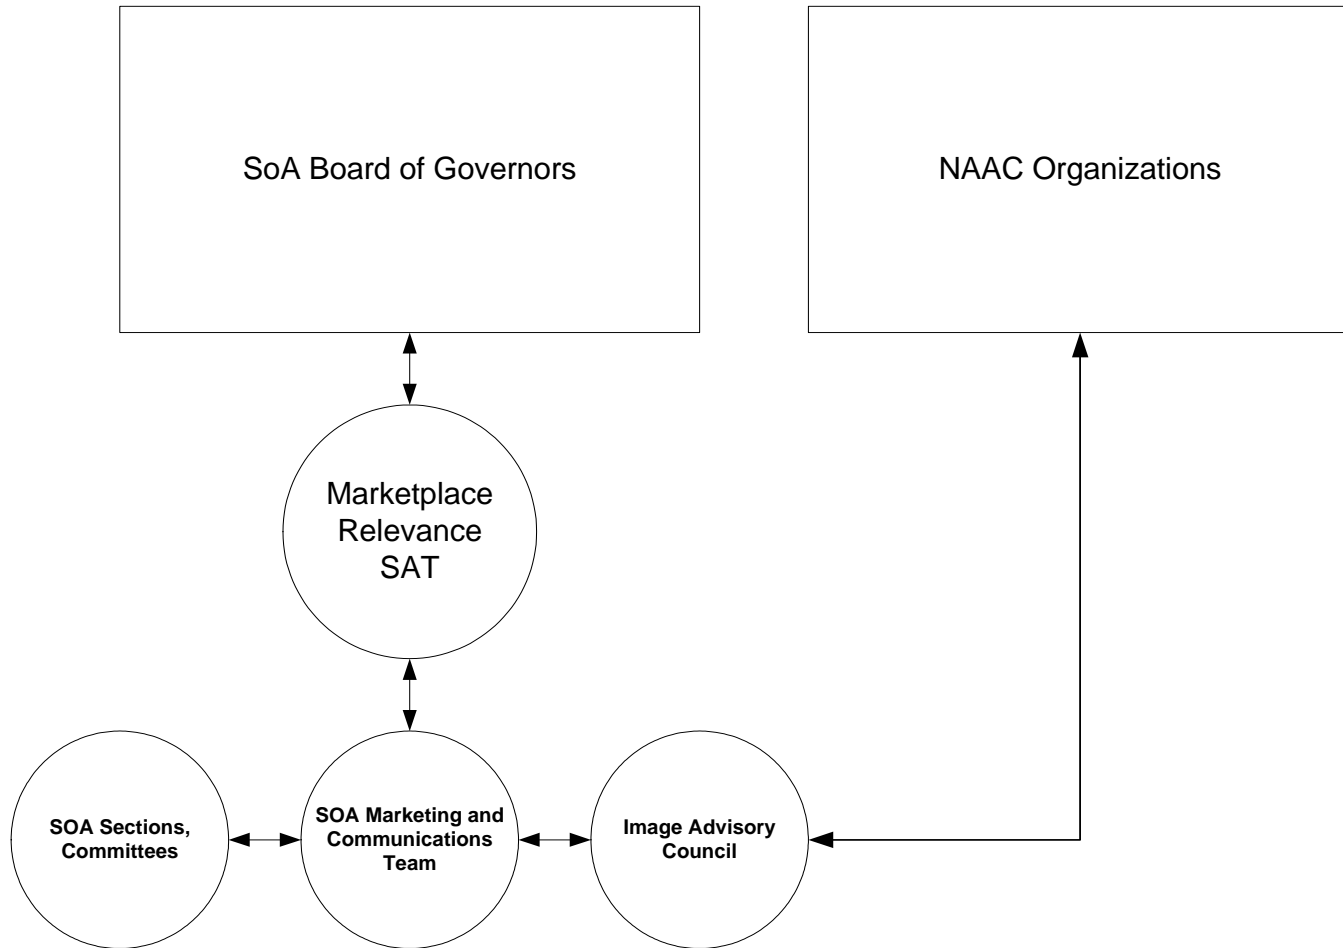 SoA Board of Governors
NAAC Organizations
Marketplace
Relevance
SAT
SOA Sections,
Committees
SOA Marketing and
Communications
Team
Image Advisory
Council